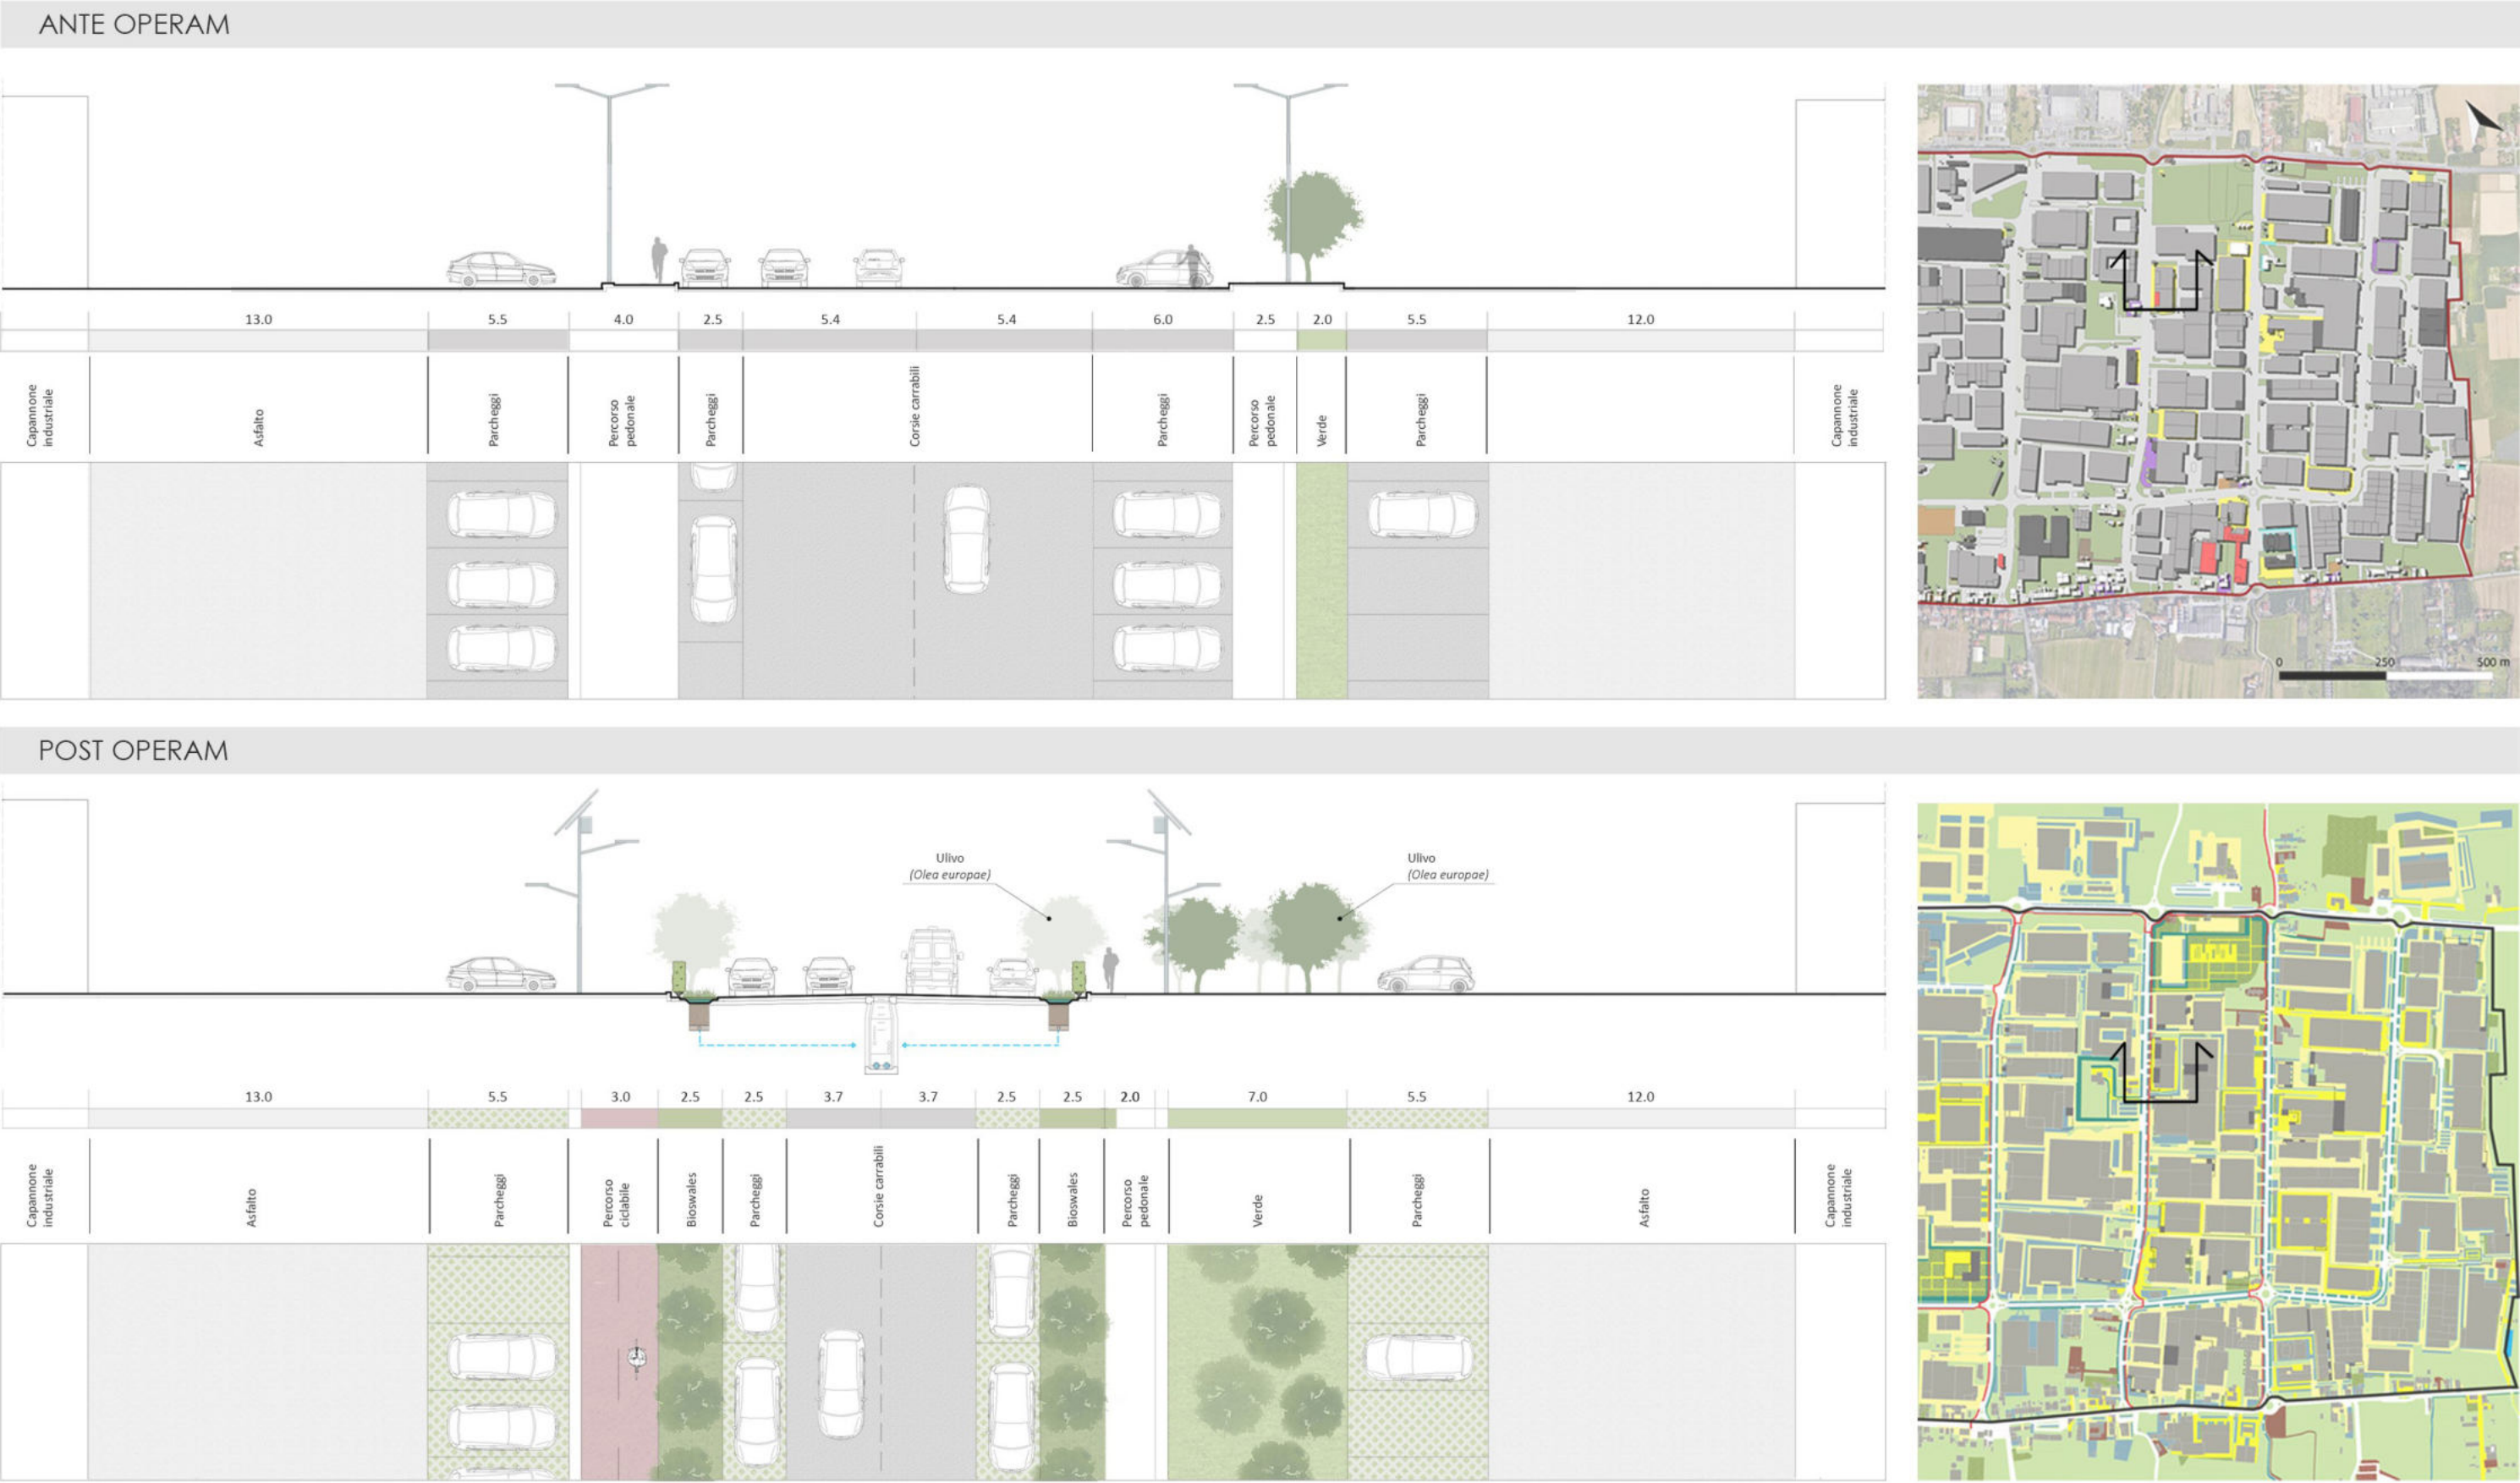 ANTE OPERAM
13.0 5.5 4.0 2.5 5.4 5.4 6.0 2.5 2.0 5.5 12.0
Capannone
industriale
Asfalto
Parcheggi
Percorso
pedonale
Parcheggi
Corsie carrabili
Parcheggi
Percorso
pedonale
Verde
Parcheggi
Capannone
industriale
0 250 500 m
POST OPERAM
Ulivo
(Olea europae)
Ulivo
(Olea europae)
13.0 5.5 3.0 2.5 2.5 3.7 3.7 2.5 2.5 2.0 7.0 5.5 12.0
Capannone
industriale
Asfalto
Parcheggi
Percorso
ciclabile
Bioswales
Parcheggi
Corsie carrabili
Parcheggi
Bioswales
Percorso
pedonale
Verde
Parcheggi
Asfalto
Capannone
industriale